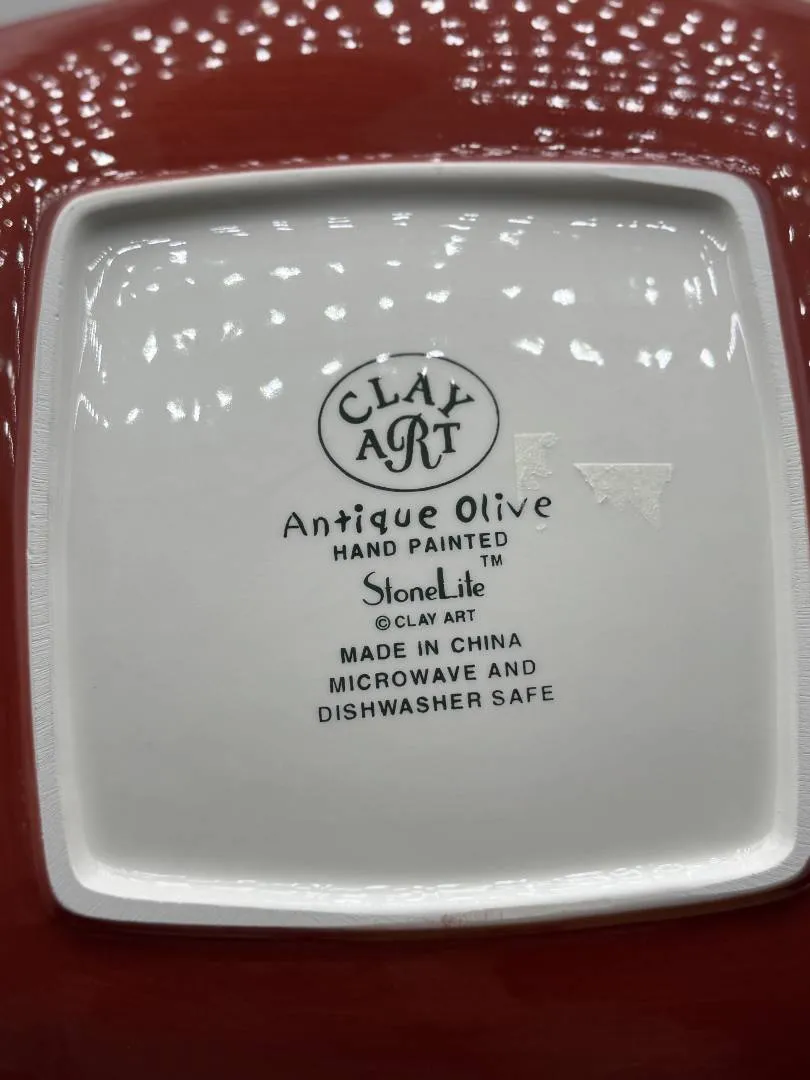 CLAY
ART
Antique Olive
HAND PAINTED
StoneLite™
© CLAY ART
MADE IN CHINA
MICROWAVE AND
DISHWASHER SAFE